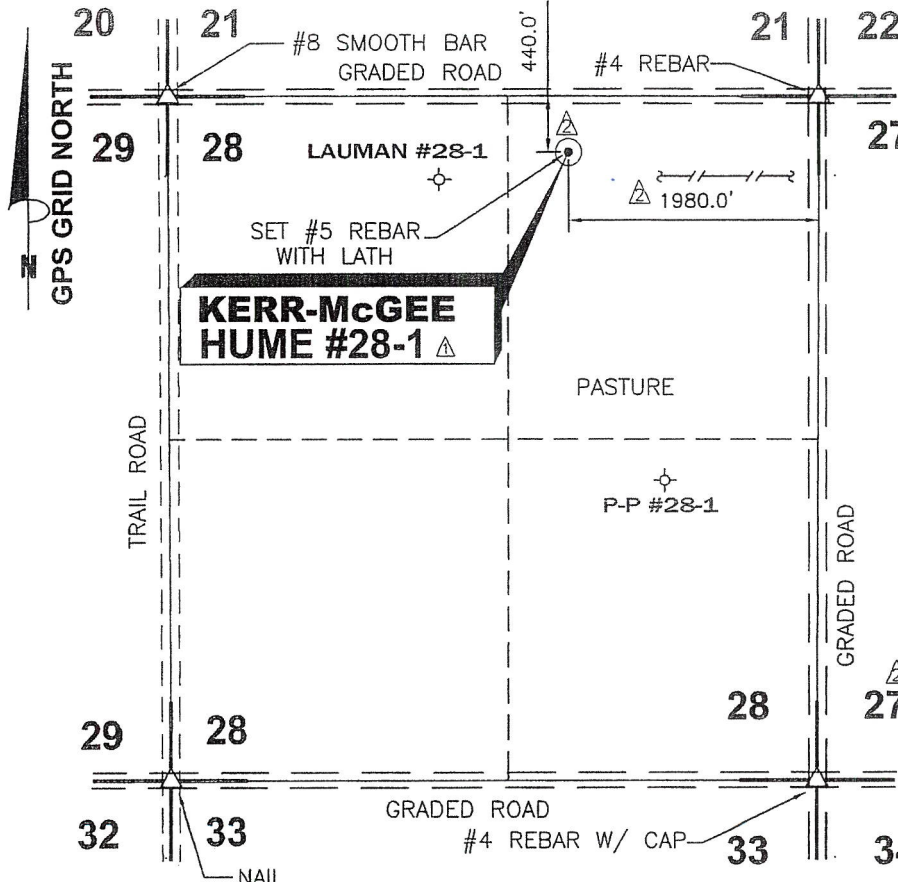 20 21 21 22
#8 SMOOTH BAR
GRADED ROAD
440.0'
#4 REBAR
GPS GRID NORTH
N
29 28 27
LAUMAN #28-1
2
2 1980.0'
SET #5 REBAR
WITH LATH
KERR-McGEE
HUME #28-1 1
PASTURE
TRAIL ROAD
P-P #28-1
GRADED ROAD
2
29 28 28 27
GRADED ROAD
#4 REBAR W/ CAP
32 33 33 34
NAIL